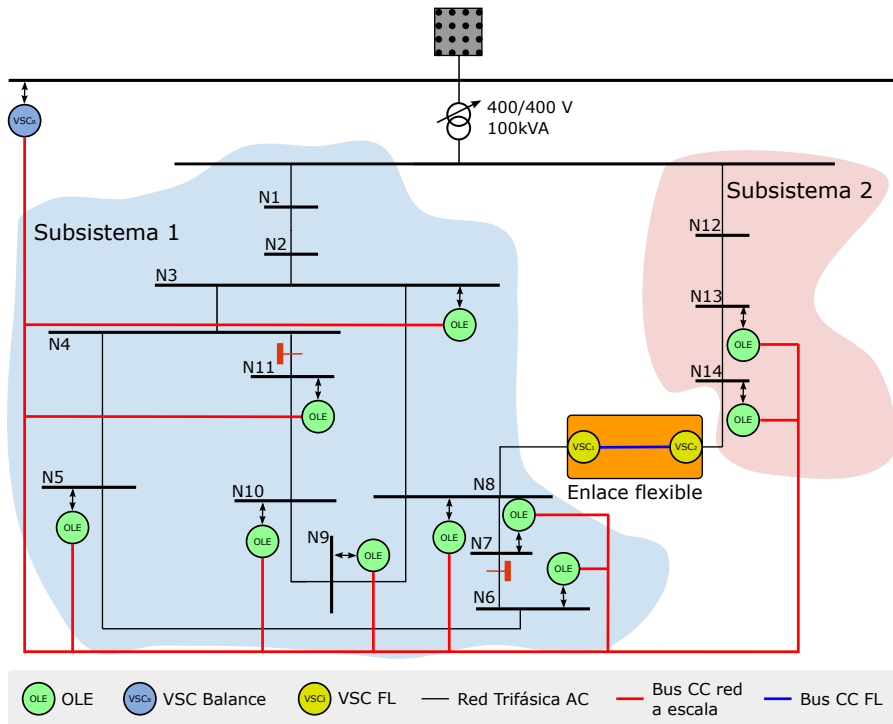 400/400 V
100kVA
VSC_B
Subsistema 2
N1
Subsistema 1
N12
N2
N3
N13
OLE
N4
OLE
N11
N14
OLE
OLE
VSC₁
VSC₂
N5
N10
N8
Enlace flexible
OLE
OLE
N9
OLE
OLE
OLE
N7
OLE
N6
OLE
OLE
VSC_B
VSC Balance
VSCi
VSC FL
Red Trifásica AC
Bus CC red
a escala
Bus CC FL